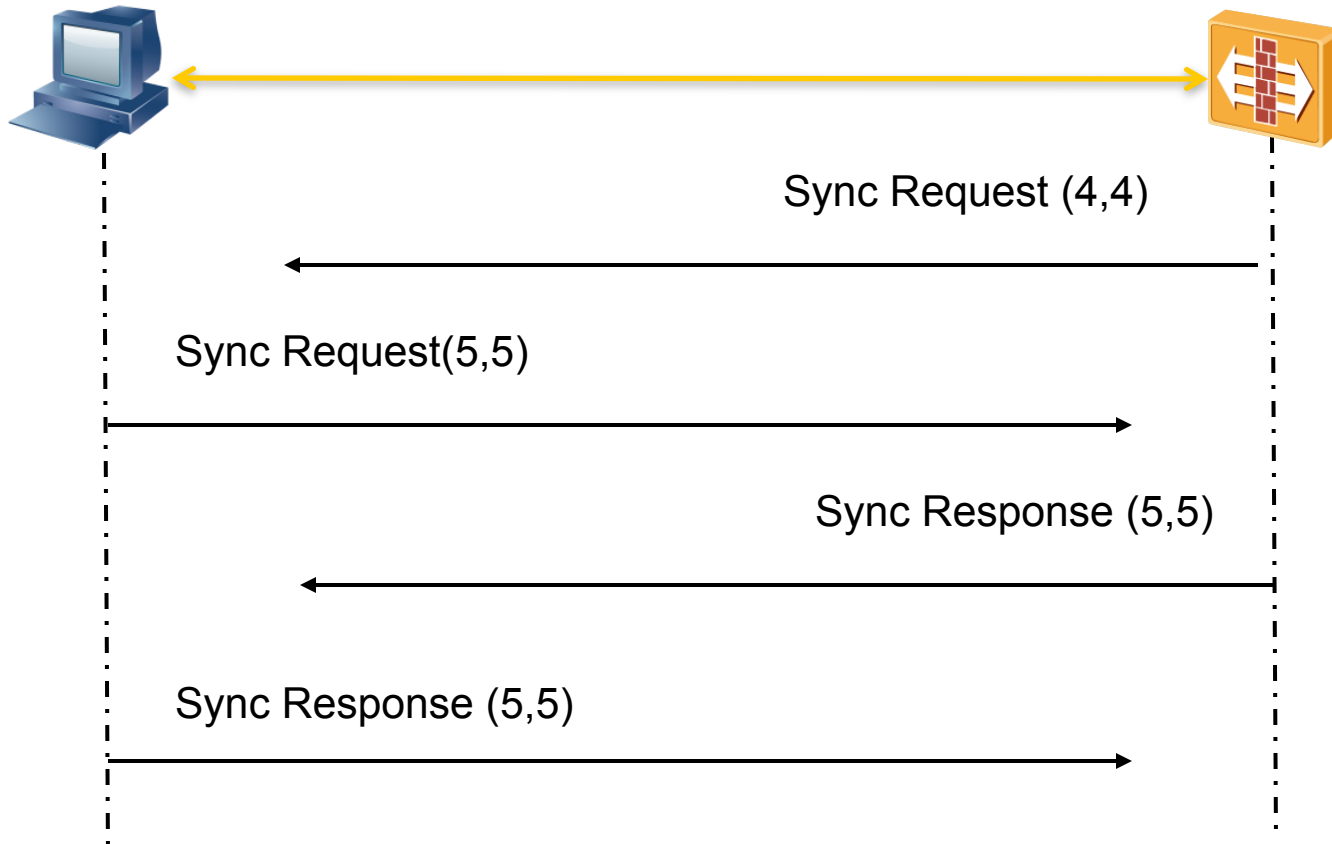 Sync Request (4,4)
Sync Request(5,5)
Sync Response (5,5)
Sync Response (5,5)